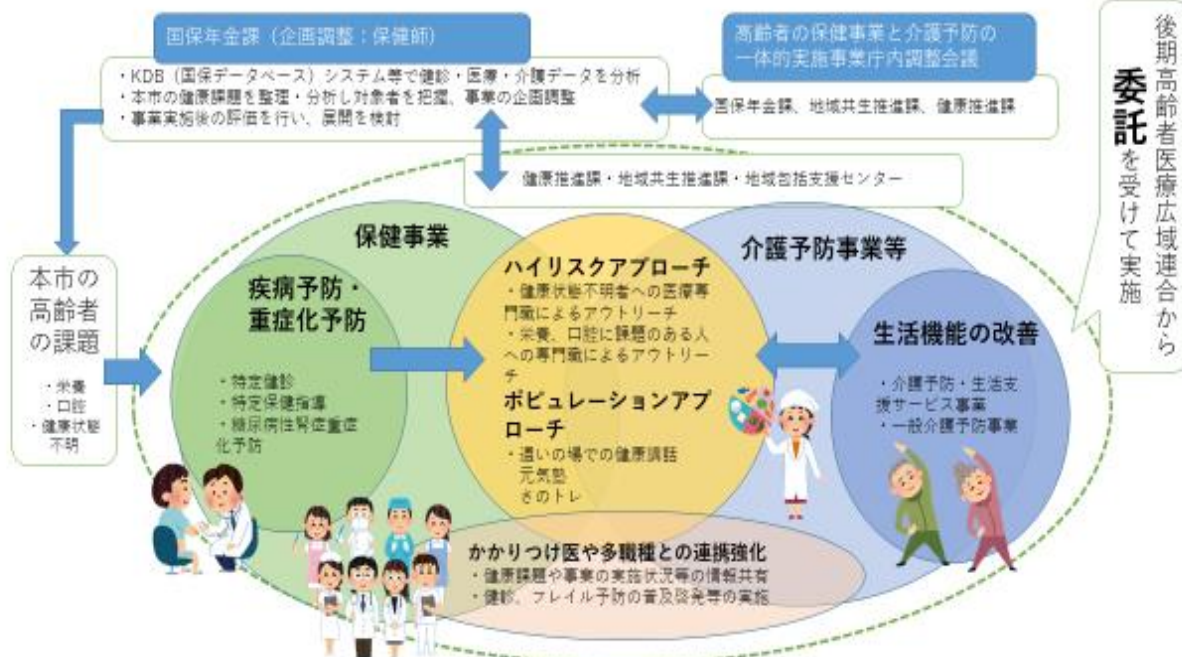 国保年金課（企画調整：保健師）
・KDB（国保データベース）システム等で健診・医療・介護データを分析
・本市の健康課題を整理・分析し対象者を把握、事業の企画調整
・事業実施後の評価を行い、展開を検討
高齢者の保健事業と介護予防の
一体的実施事業庁内調整会議
国保年金課、地域共生推進課、健康推進課
後期高齢者医療広域連合から
委託を受けて実施
健康推進課・地域共生推進課・地域包括支援センター
本市の
高齢者
の課題
・栄養
・口腔
・健康状態
不明
保健事業
疾病予防・
重症化予防
・特定健診
・特定保健指導
・糖尿病性腎症重症
化予防
ハイリスクアプローチ
・健康状態不明者への医療専
門職によるアウトリーチ
・栄養、口腔に課題のある人
への専門職によるアウトリー
チ
ポピュレーションアプ
ローチ
・通いの場での健康講話
元気塾
きのトレ
介護予防事業等
生活機能の改善
・介護予防・生活支
援サービス事業
・一般介護予防事業
かかりつけ医や多職種との連携強化
・健康課題や事業の実施状況等の情報共有
・健診、フレイル予防の普及啓発等の実施